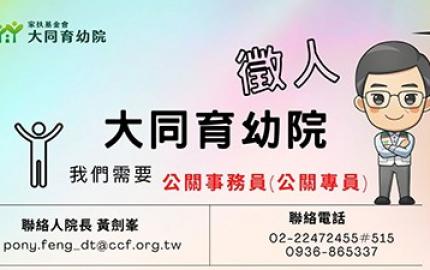 家扶基金會
大同育幼院
徵人
大同育幼院
我們需要 公關事務員(公關專員)
聯絡人院長 黃劍峯
pony.feng_dt@ccf.org.tw
聯絡電話
02-22472455#515
0936-865337